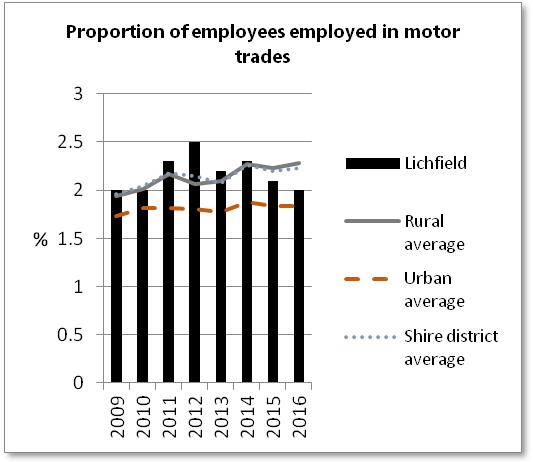 Proportion of employees employed in motor
trades
3
2.5
2
1.5
1
0.5
0
%
2009
2010
2011
2012
2013
2014
2015
2016
Lichfield
Rural
average
Urban
average
Shire district
average